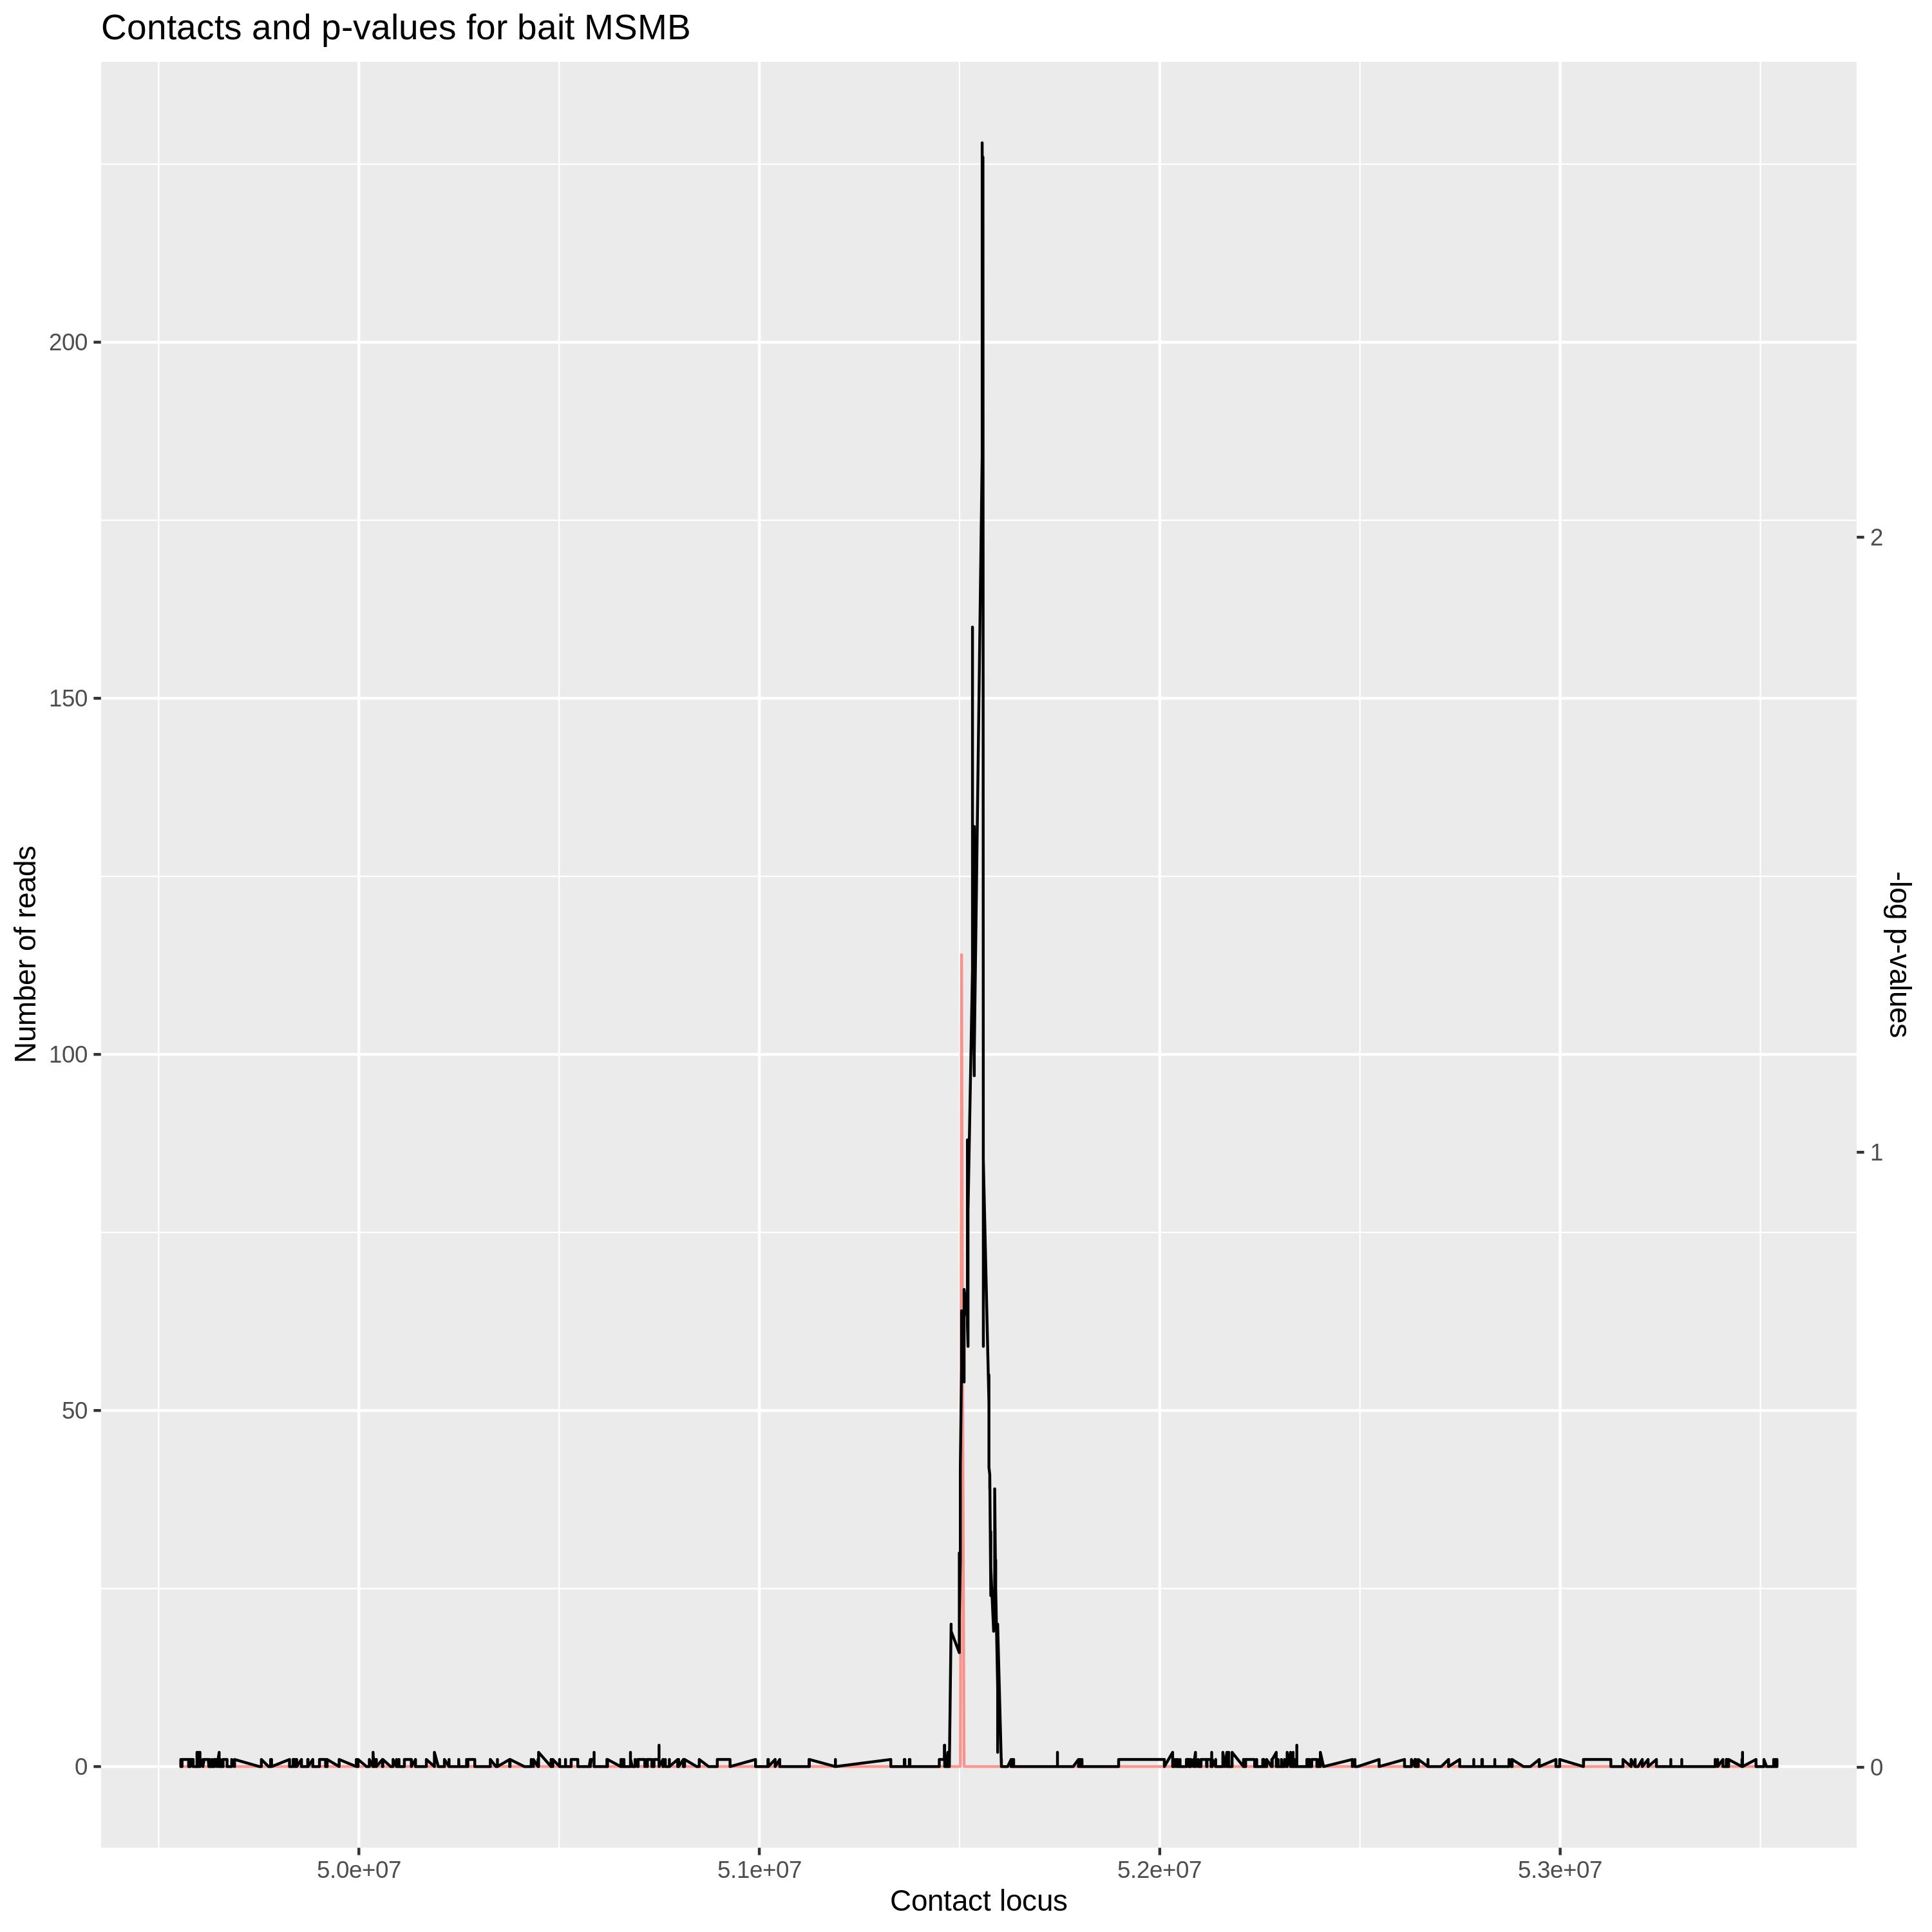 Contacts and p-values for bait MSMB
Number of reads
200
150
100
50
0
2
1
0
-log p-values
5.0e+07
5.1e+07
5.2e+07
5.3e+07
Contact locus